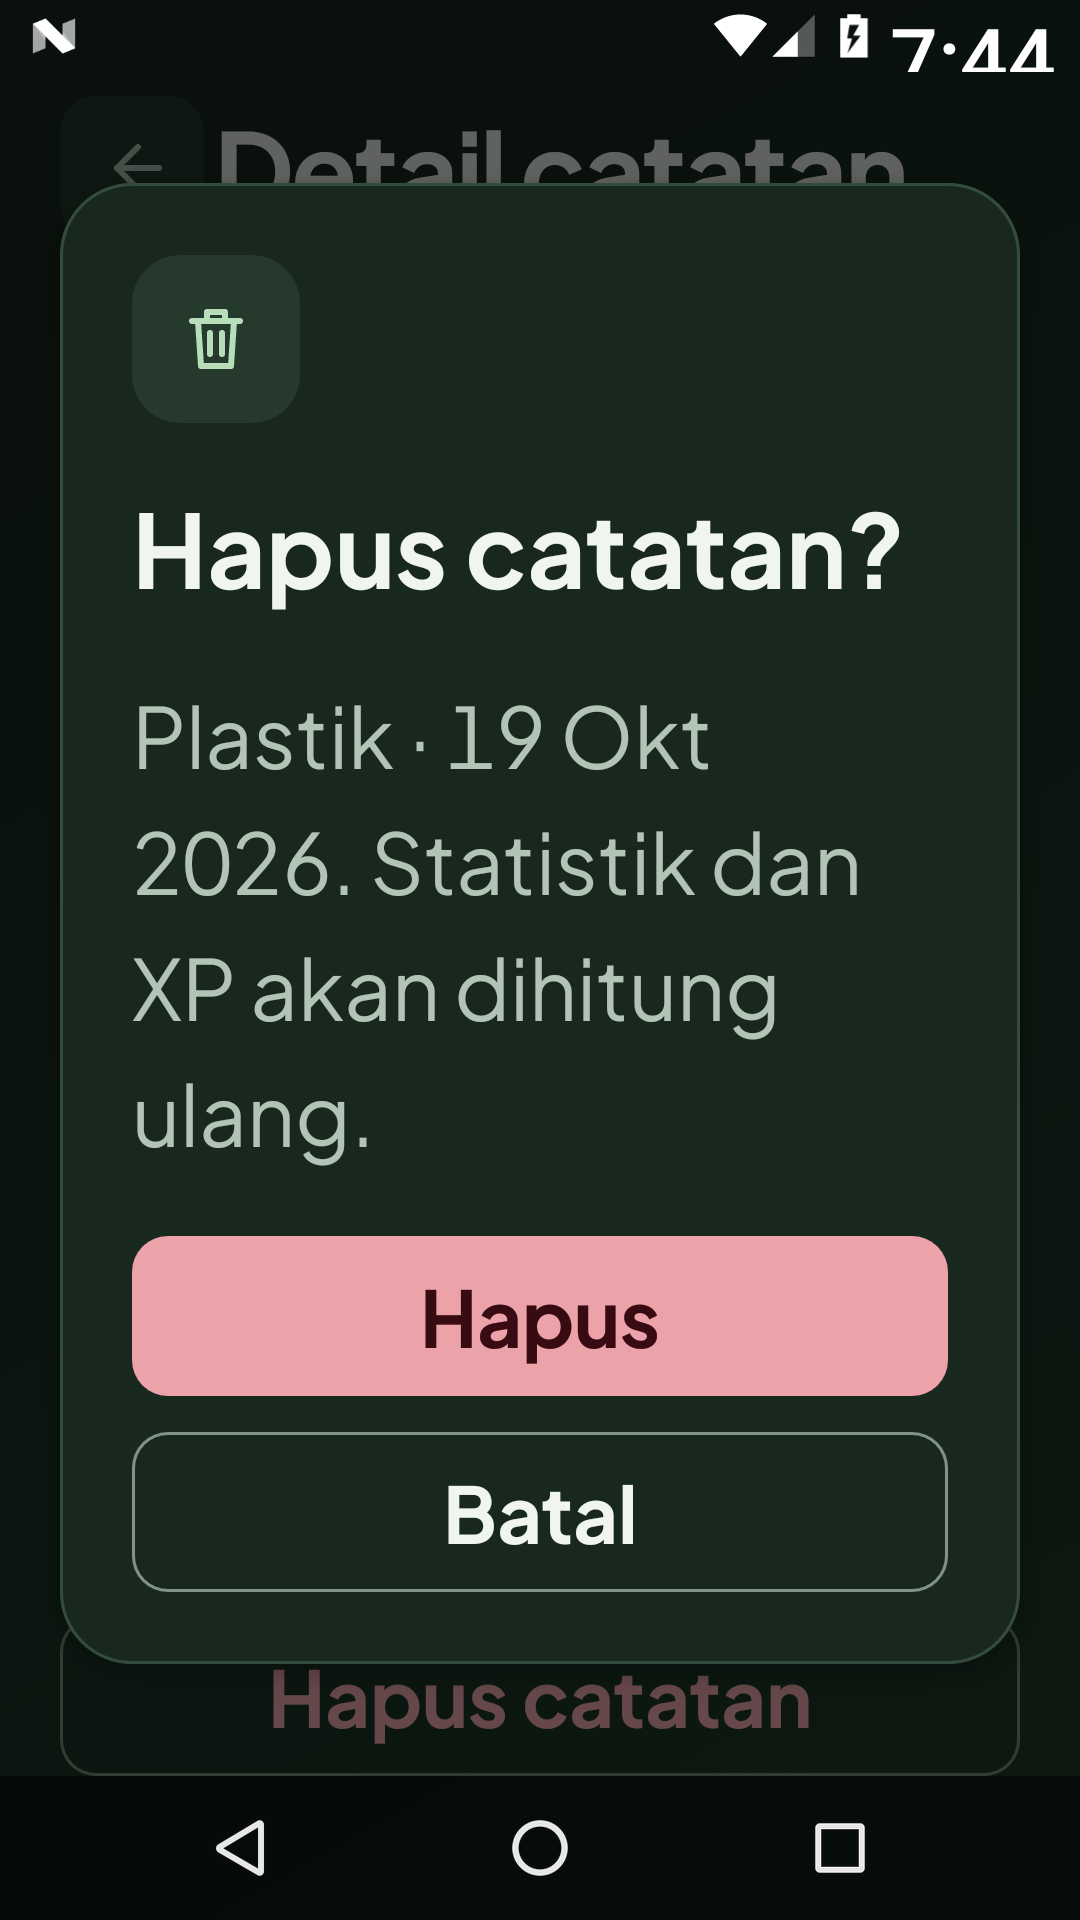 7:44
Detail catatan
Hapus catatan?
Plastik · 19 Okt
2026. Statistik dan
XP akan dihitung
ulang.
Hapus
Batal
Hapus catatan